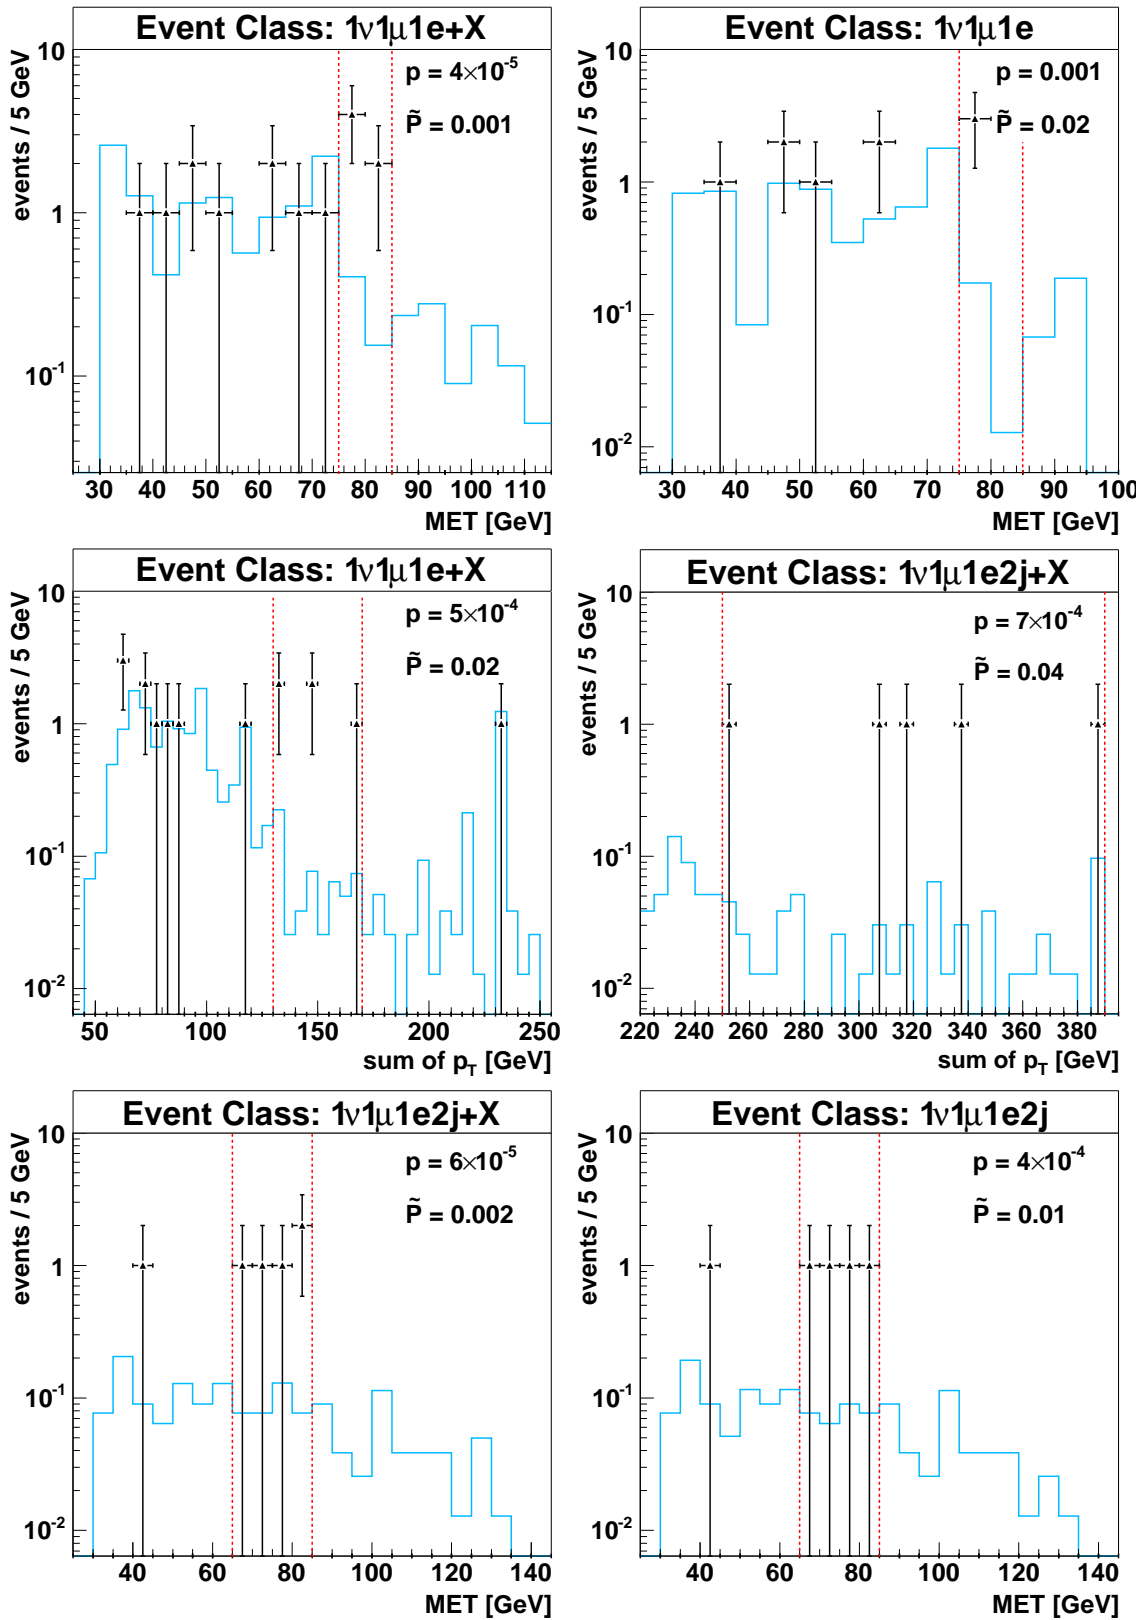 Event Class: 1ν1μ1e+X
events / 5 GeV
10
1
10⁻¹
p = 4×10⁻⁵
P̃ = 0.001
30 40 50 60 70 80 90 100 110
MET [GeV]
Event Class: 1ν1μ1e
events / 5 GeV
10
1
10⁻¹
10⁻²
p = 0.001
P̃ = 0.02
30 40 50 60 70 80 90 100
MET [GeV]
Event Class: 1ν1μ1e+X
events / 5 GeV
10
1
10⁻¹
10⁻²
p = 5×10⁻⁴
P̃ = 0.02
50 100 150 200 250
sum of p_T [GeV]
Event Class: 1ν1μ1e2j+X
events / 5 GeV
10
1
10⁻¹
10⁻²
p = 7×10⁻⁴
P̃ = 0.04
220 240 260 280 300 320 340 360 380
sum of p_T [GeV]
Event Class: 1ν1μ1e2j+X
events / 5 GeV
10
1
10⁻¹
10⁻²
p = 6×10⁻⁵
P̃ = 0.002
40 60 80 100 120 140
MET [GeV]
Event Class: 1ν1μ1e2j
events / 5 GeV
10
1
10⁻¹
10⁻²
p = 4×10⁻⁴
P̃ = 0.01
40 60 80 100 120 140
MET [GeV]